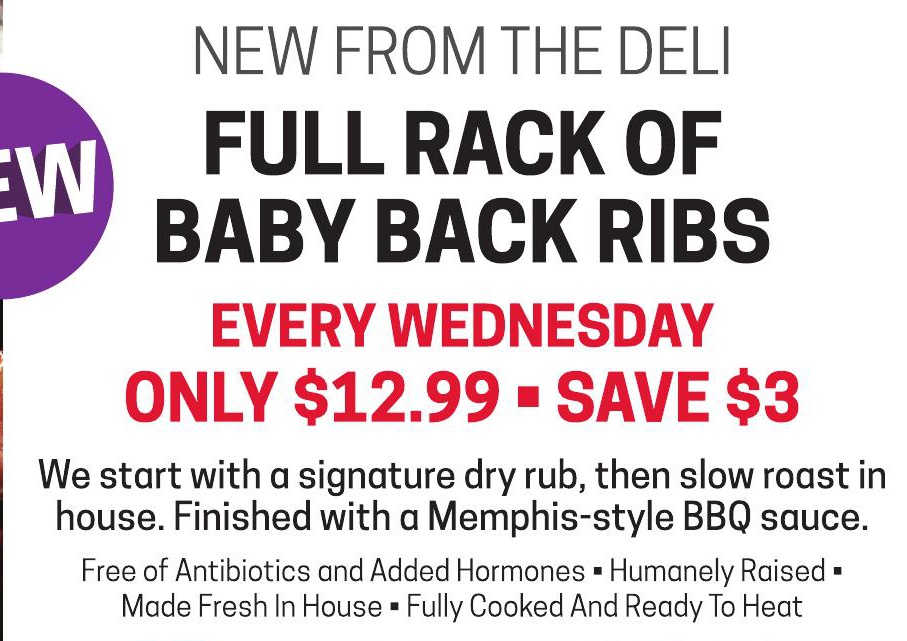 NEW FROM THE DELI
FULL RACK OF
BABY BACK RIBS
EVERY WEDNESDAY
ONLY $12.99 ▪ SAVE $3
We start with a signature dry rub, then slow roast in
house. Finished with a Memphis-style BBQ sauce.
Free of Antibiotics and Added Hormones ▪ Humanely Raised ▪
Made Fresh In House ▪ Fully Cooked And Ready To Heat